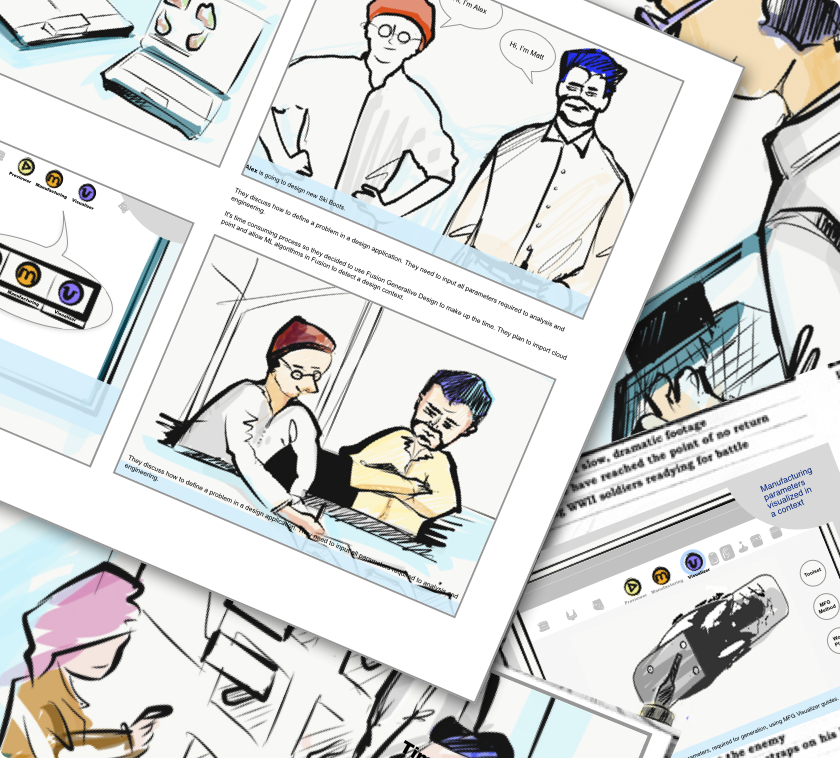 Hi, I'm Alex
Hi, I'm Matt
Alex is going to design new Ski Boots.
They discuss how to define a problem in a design application. They need to input all parameters required to analysis and
engineering.
It's time consuming process so they decided to use Fusion Generative Design to make up the time. They plan to import cloud
point and allow ML algorithms in Fusion to detect a design context.
They discuss how to define a problem in a design application. They need to input all parameters required to analysis and
engineering.
Previewer
Manufacturing
Visualizer
Manufacturing
Visualizer
slow, dramatic footage
have reached the point of no return
WWII soldiers readying for battle
Manufacturing
parameters
visualized in
a context
Previewer
Manufacturing
Visualizer
Toolset
MFG
Method
required for generation, using MFG Visualizer guides.
the enemy
straps on his